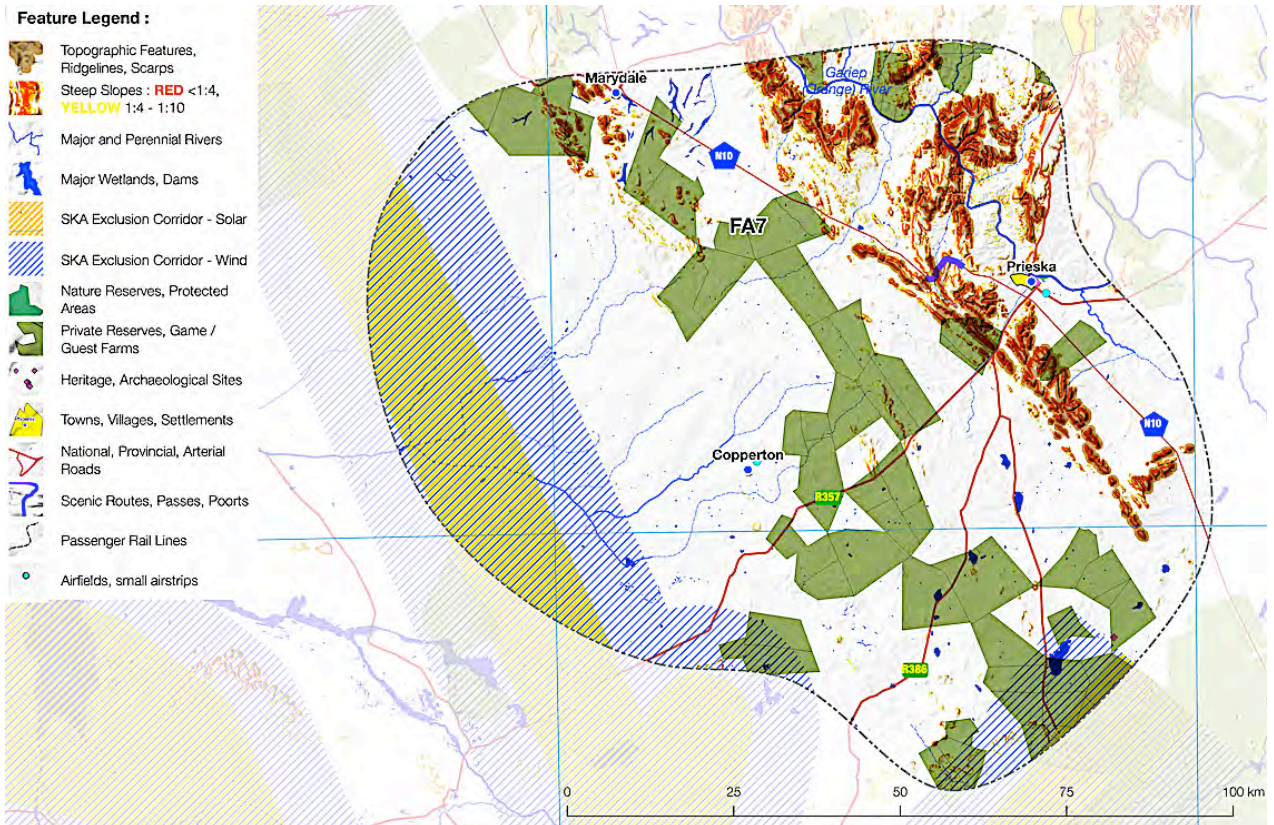 Feature Legend :
Topographic Features,
Ridgelines, Scarps
Steep Slopes : RED <1:4,
YELLOW 1:4 - 1:10
Major and Perennial Rivers
Major Wetlands, Dams
SKA Exclusion Corridor - Solar
SKA Exclusion Corridor - Wind
Nature Reserves, Protected
Areas
Private Reserves, Game /
Guest Farms
Heritage, Archaeological Sites
Towns, Villages, Settlements
National, Provincial, Arterial
Roads
Scenic Routes, Passes, Poorts
Passenger Rail Lines
Airfields, small airstrips
Marydale
Gariep
(Orange) River
N10
FA7
Prieska
N10
Copperton
R357
R386
0 25 50 75 100 km